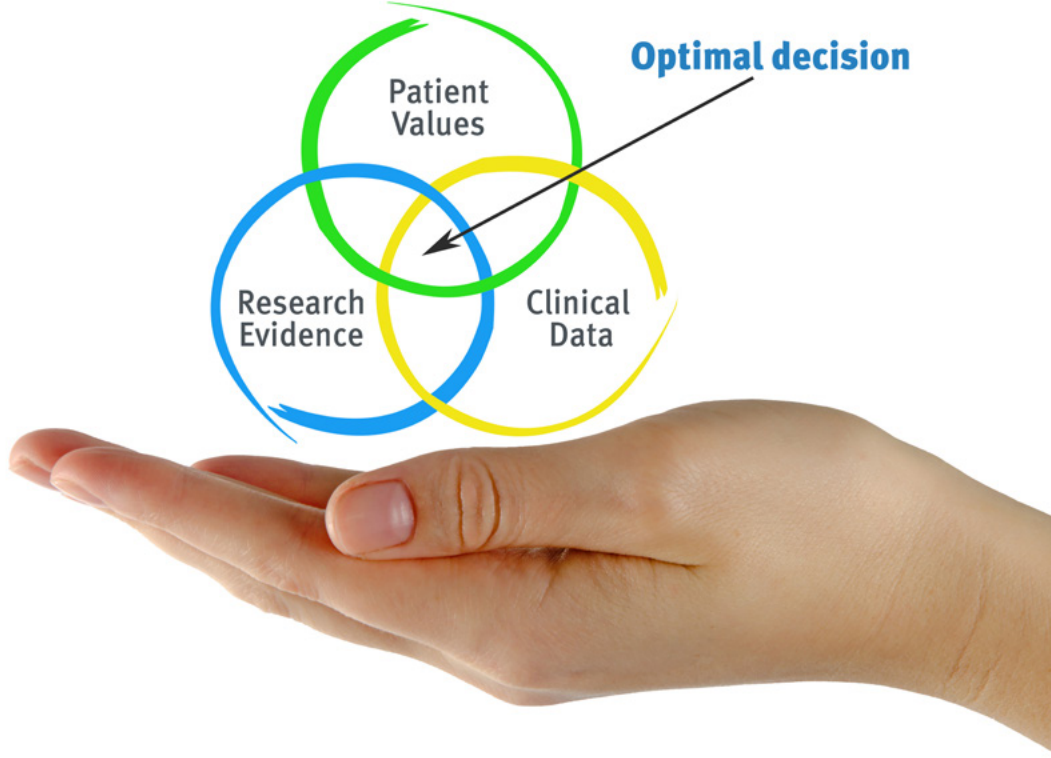 Optimal decision
Patient
Values
Research
Evidence
Clinical
Data